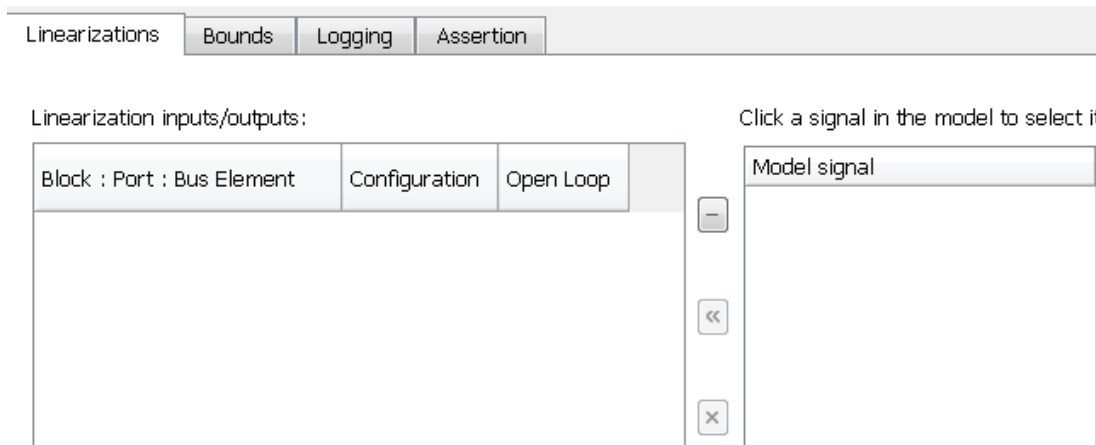 Linearizations Bounds Logging Assertion
Linearization inputs/outputs: Click a signal in the model to select it
Block : Port : Bus Element Configuration Open Loop Model signal